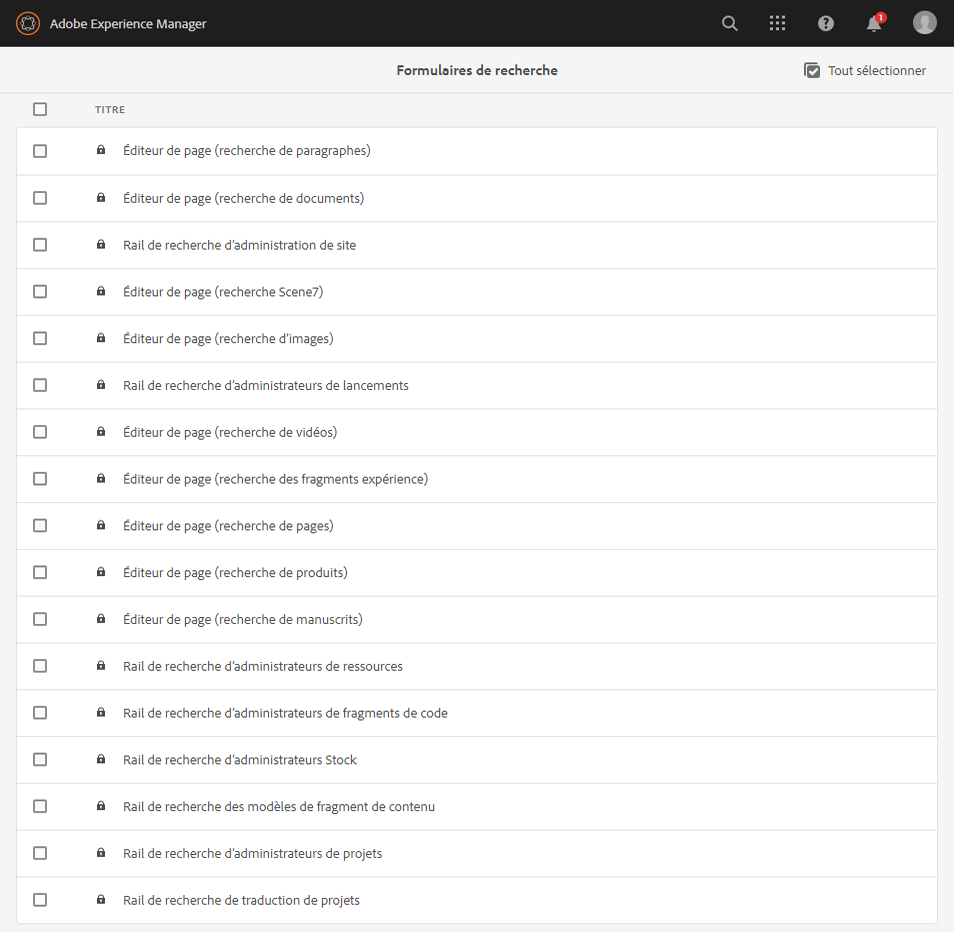 Adobe Experience Manager
1
Formulaires de recherche
Tout sélectionner
TITRE
Éditeur de page (recherche de paragraphes)
Éditeur de page (recherche de documents)
Rail de recherche d'administration de site
Éditeur de page (recherche Scene7)
Éditeur de page (recherche d'images)
Rail de recherche d'administrateurs de lancements
Éditeur de page (recherche de vidéos)
Éditeur de page (recherche des fragments expérience)
Éditeur de page (recherche de pages)
Éditeur de page (recherche de produits)
Éditeur de page (recherche de manuscrits)
Rail de recherche d'administrateurs de ressources
Rail de recherche d'administrateurs de fragments de code
Rail de recherche d'administrateurs Stock
Rail de recherche des modèles de fragment de contenu
Rail de recherche d'administrateurs de projets
Rail de recherche de traduction de projets